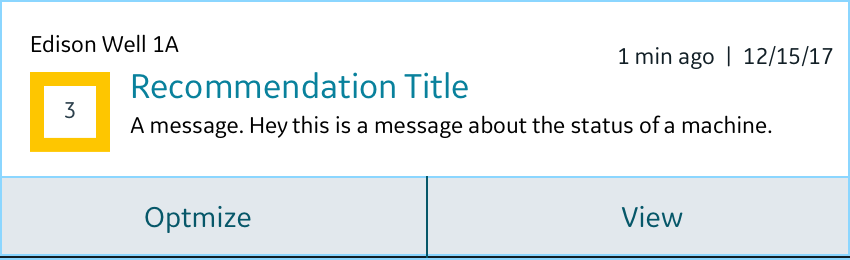 Edison Well 1A
1 min ago | 12/15/17
3
Recommendation Title
A message. Hey this is a message about the status of a machine.
Optmize
View